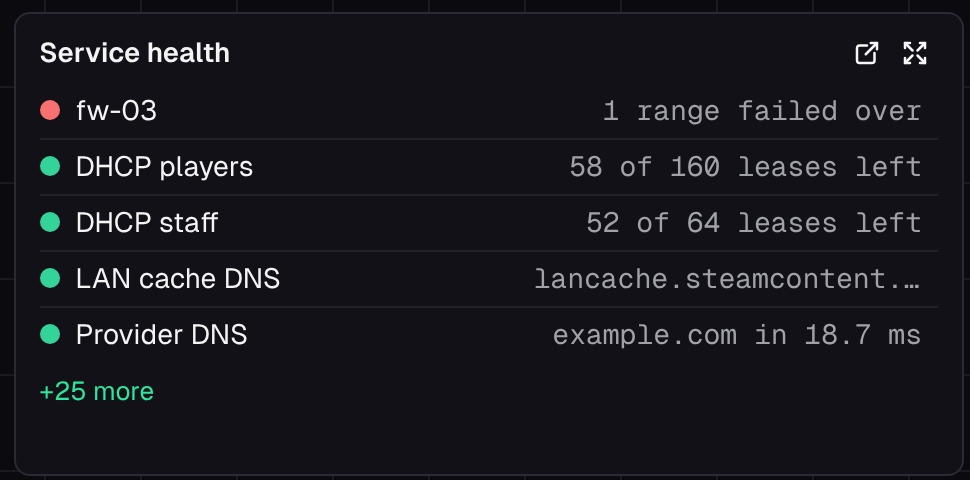 Service health
fw-03 1 range failed over
DHCP players 58 of 160 leases left
DHCP staff 52 of 64 leases left
LAN cache DNS lancache.steamcontent.…
Provider DNS example.com in 18.7 ms
+25 more